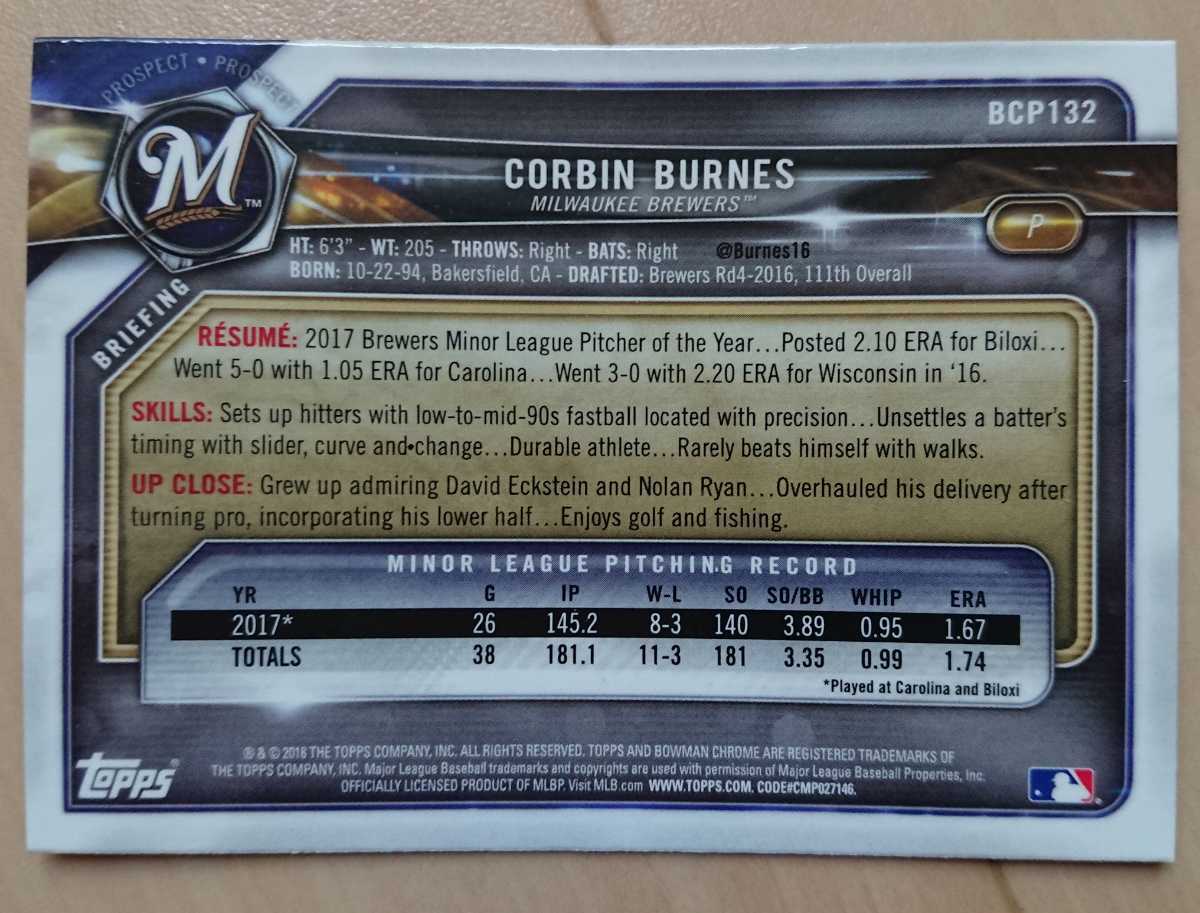 PROSPECT • PROSPECT
BCP132
M™
CORBIN BURNES
MILWAUKEE BREWERS™
P
HT: 6'3" - WT: 205 - THROWS: Right - BATS: Right @Burnes16
BORN: 10-22-94, Bakersfield, CA - DRAFTED: Brewers Rd4-2016, 111th Overall
BRIEFING
RÉSUMÉ: 2017 Brewers Minor League Pitcher of the Year...Posted 2.10 ERA for Biloxi...
Went 5-0 with 1.05 ERA for Carolina...Went 3-0 with 2.20 ERA for Wisconsin in '16.
SKILLS: Sets up hitters with low-to-mid-90s fastball located with precision...Unsettles a batter's
timing with slider, curve and change...Durable athlete...Rarely beats himself with walks.
UP CLOSE: Grew up admiring David Eckstein and Nolan Ryan...Overhauled his delivery after
turning pro, incorporating his lower half...Enjoys golf and fishing.
MINOR LEAGUE PITCHING RECORD
YR G IP W-L SO SO/BB WHIP ERA
2017* 26 145.2 8-3 140 3.89 0.95 1.67
TOTALS 38 181.1 11-3 181 3.35 0.99 1.74
*Played at Carolina and Biloxi
® & © 2018 THE TOPPS COMPANY, INC. ALL RIGHTS RESERVED. TOPPS AND BOWMAN CHROME ARE REGISTERED TRADEMARKS OF
THE TOPPS COMPANY, INC. Major League Baseball trademarks and copyrights are used with permission of Major League Baseball Properties, Inc.
OFFICIALLY LICENSED PRODUCT OF MLBP. Visit MLB.com WWW.TOPPS.COM. CODE#CMP027146.
topps®